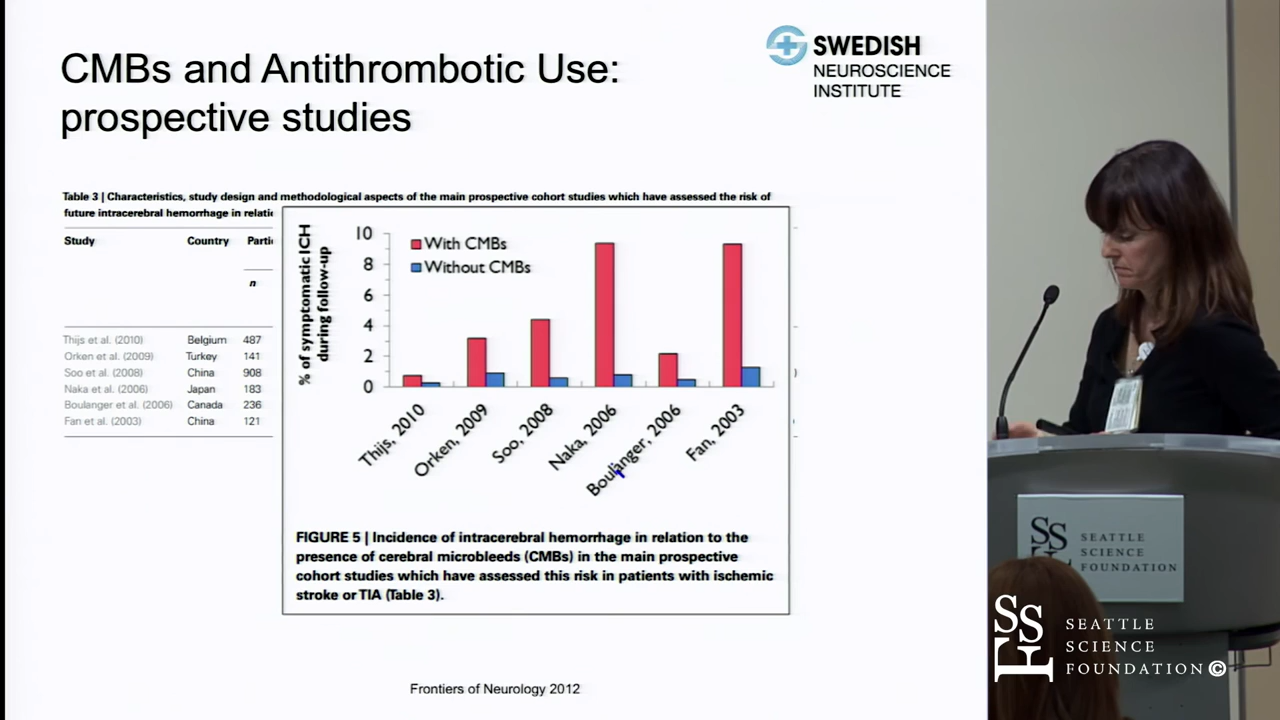 CMBs and Antithrombotic Use:
prospective studies
SWEDISH
NEUROSCIENCE
INSTITUTE
Table 3 | Characteristics, study design and methodological aspects of the main prospective cohort studies which have assessed the risk of
future intracerebral hemorrhage in
Study Country
n
Thijs et al. (2010) Belgium 487
Orken et al. (2009) Turkey 141
Soo et al. (2008) China 908
Naka et al. (2006) Japan 183
Boulanger et al. (2006) Canada 236
Fan et al. (2003) China 121
% of symptomatic ICH
during follow-up
10
8
6
4
2
0
With CMBs
Without CMBs
Thijs, 2010
Orken, 2009
Soo, 2008
Naka, 2006
Boulanger, 2006
Fan, 2003
FIGURE 5 | Incidence of intracerebral hemorrhage in relation to the
presence of cerebral microbleeds (CMBs) in the main prospective
cohort studies which have assessed this risk in patients with ischemic
stroke or TIA (Table 3).
Frontiers of Neurology 2012
SEATTLE
SCIENCE
FOUNDATION
SSF
SEATTLE
SCIENCE
FOUNDATION ©